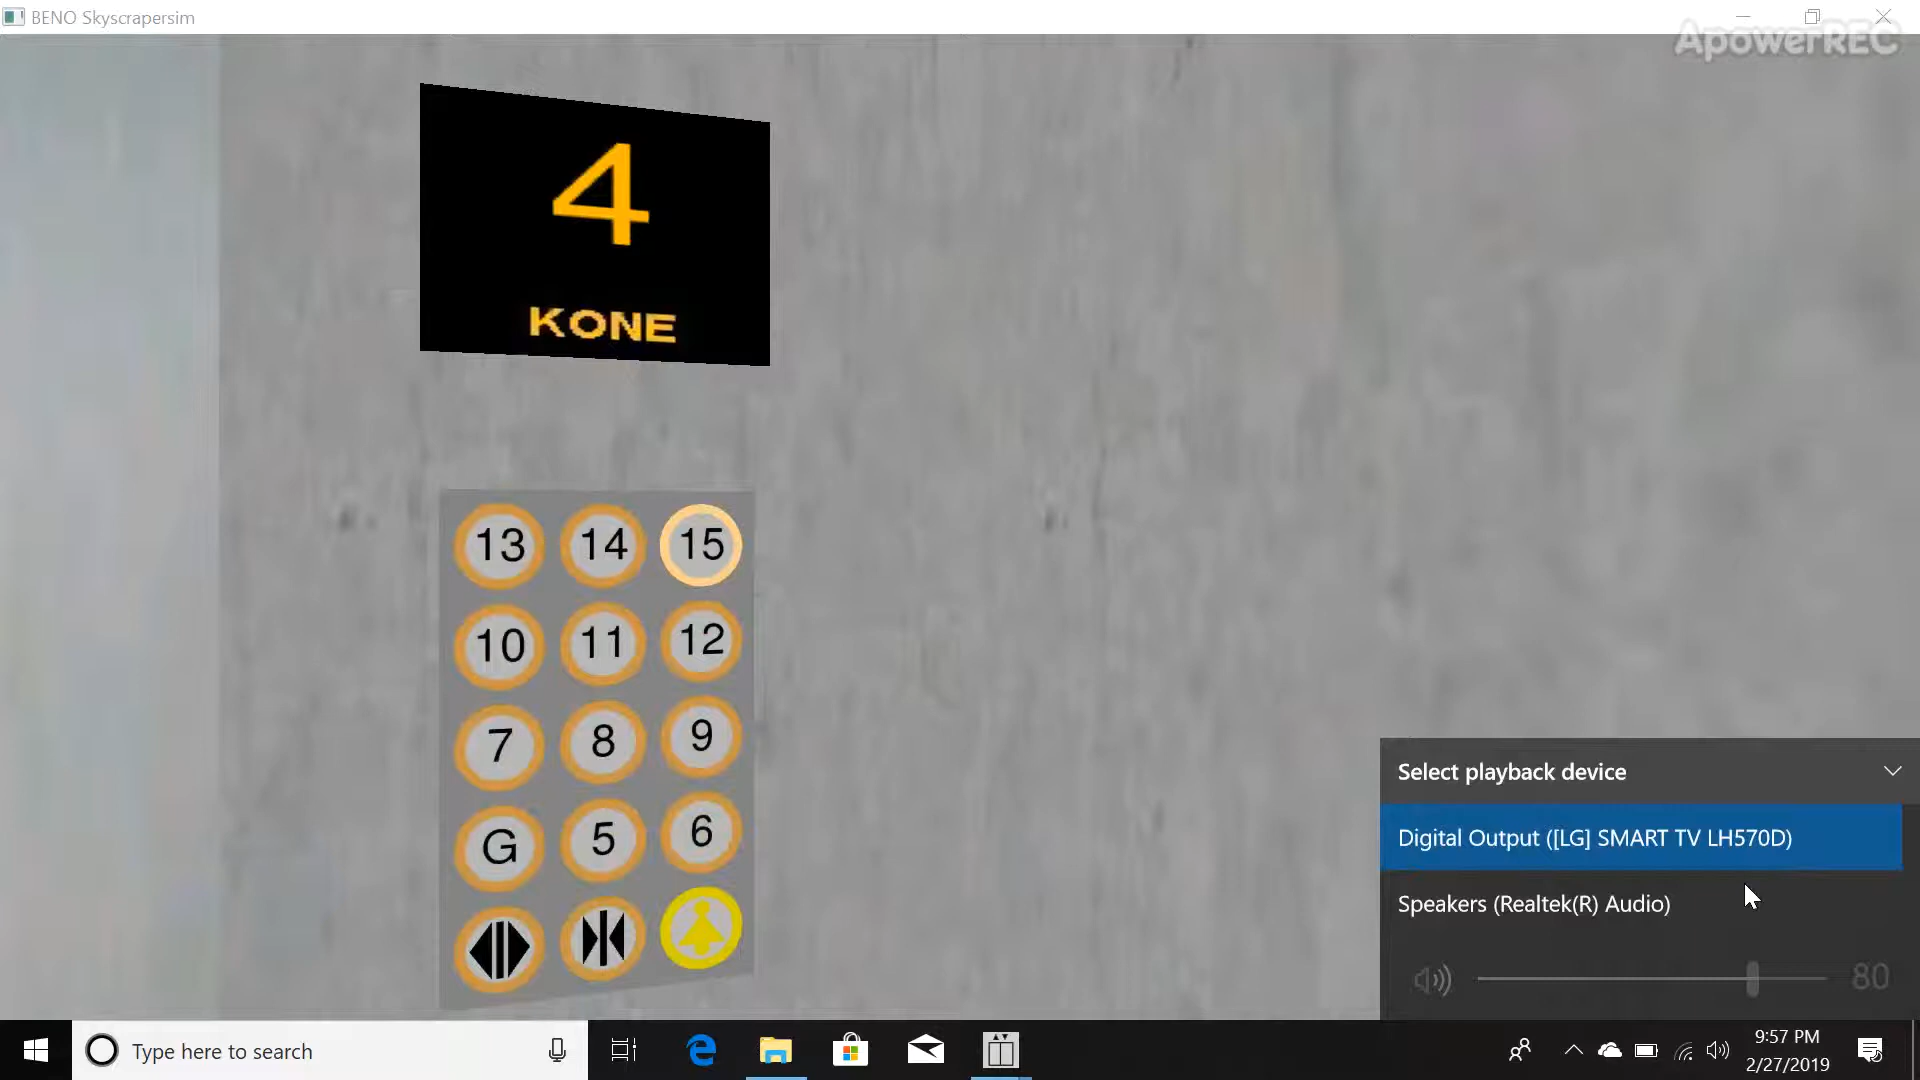 BENO Skyscrapersim
ApowerREC
4
KONE
13 14 15
10 11 12
7 8 9
G 5 6
Select playback device
Digital Output ([LG] SMART TV LH570D)
Speakers (Realtek(R) Audio)
80
Type here to search
9:57 PM
2/27/2019